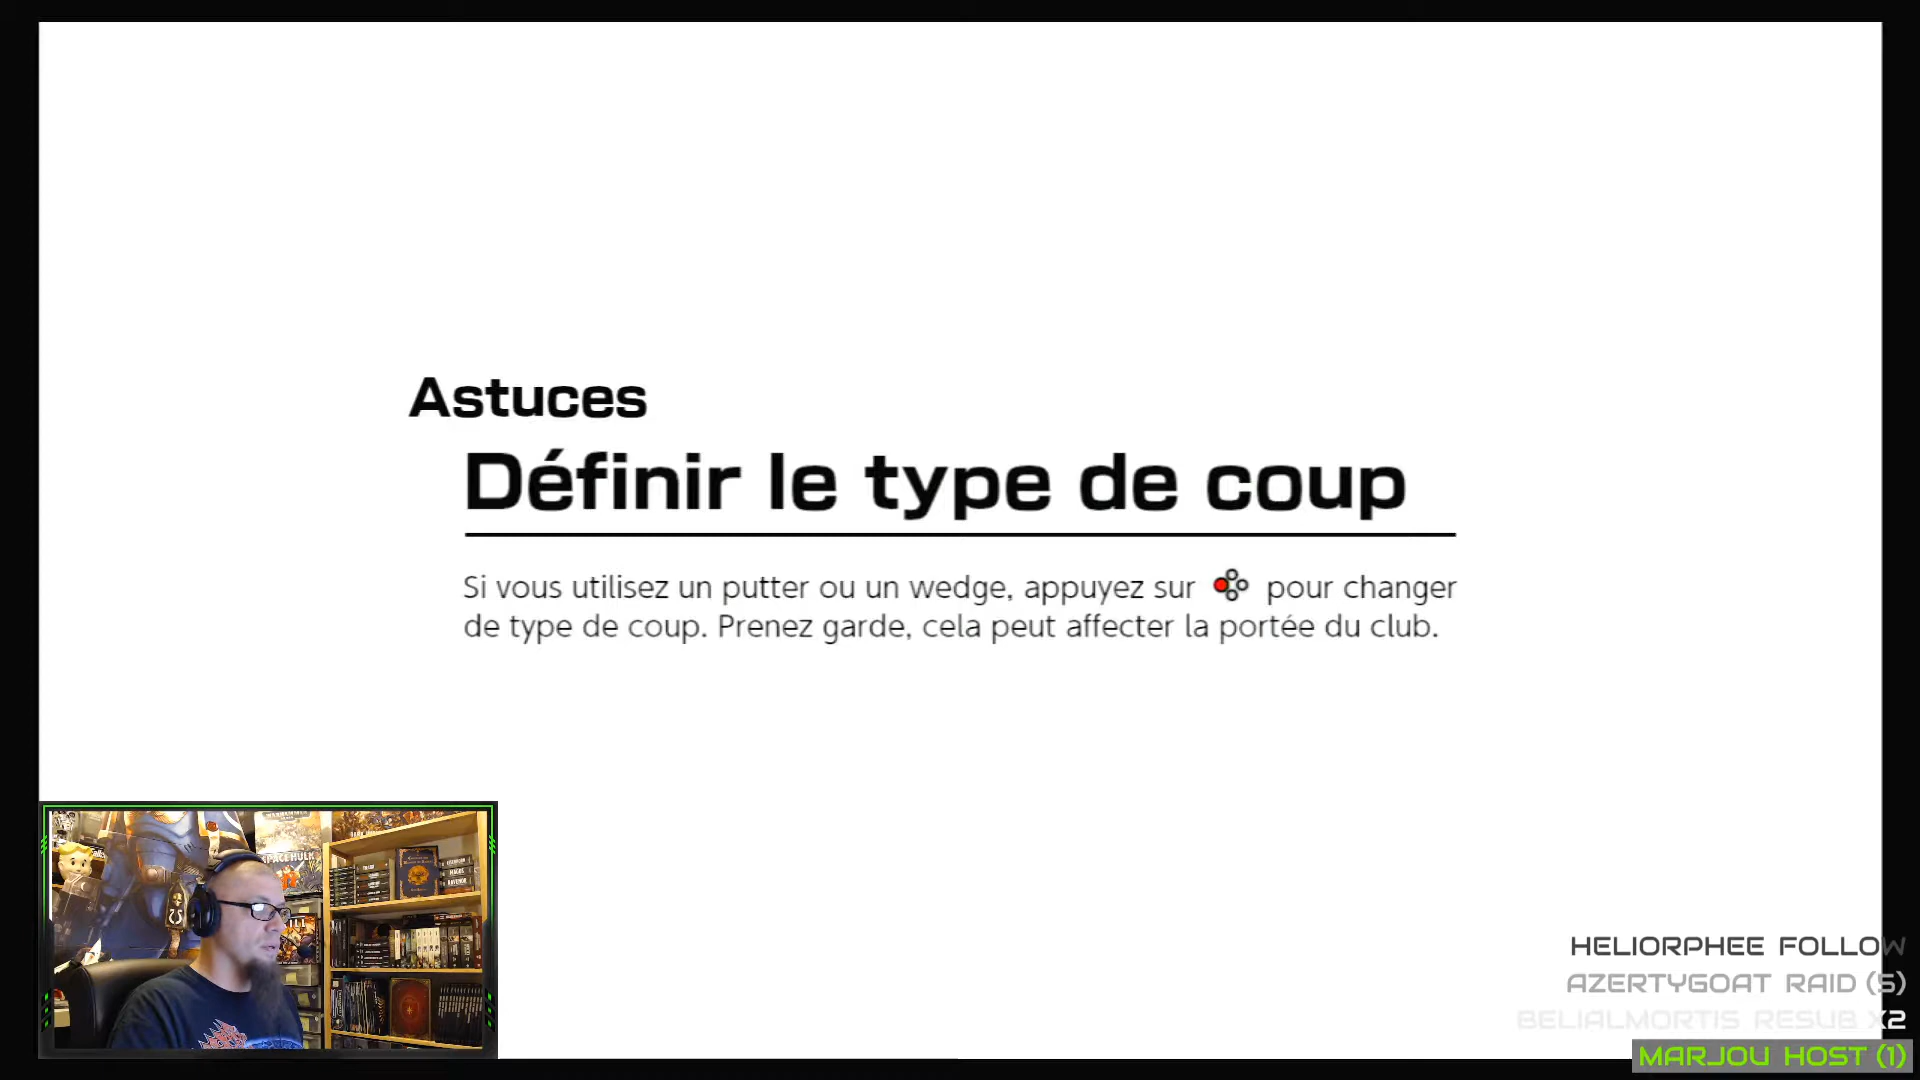 Astuces
Définir le type de coup
Si vous utilisez un putter ou un wedge, appuyez sur pour changer
de type de coup. Prenez garde, cela peut affecter la portée du club.
SPACE HULK
HELIORPHEE FOLLOW
AZERTYGOAT RAID (5)
BELIALMORTIS RESUB X2
MARJOU HOST (1)